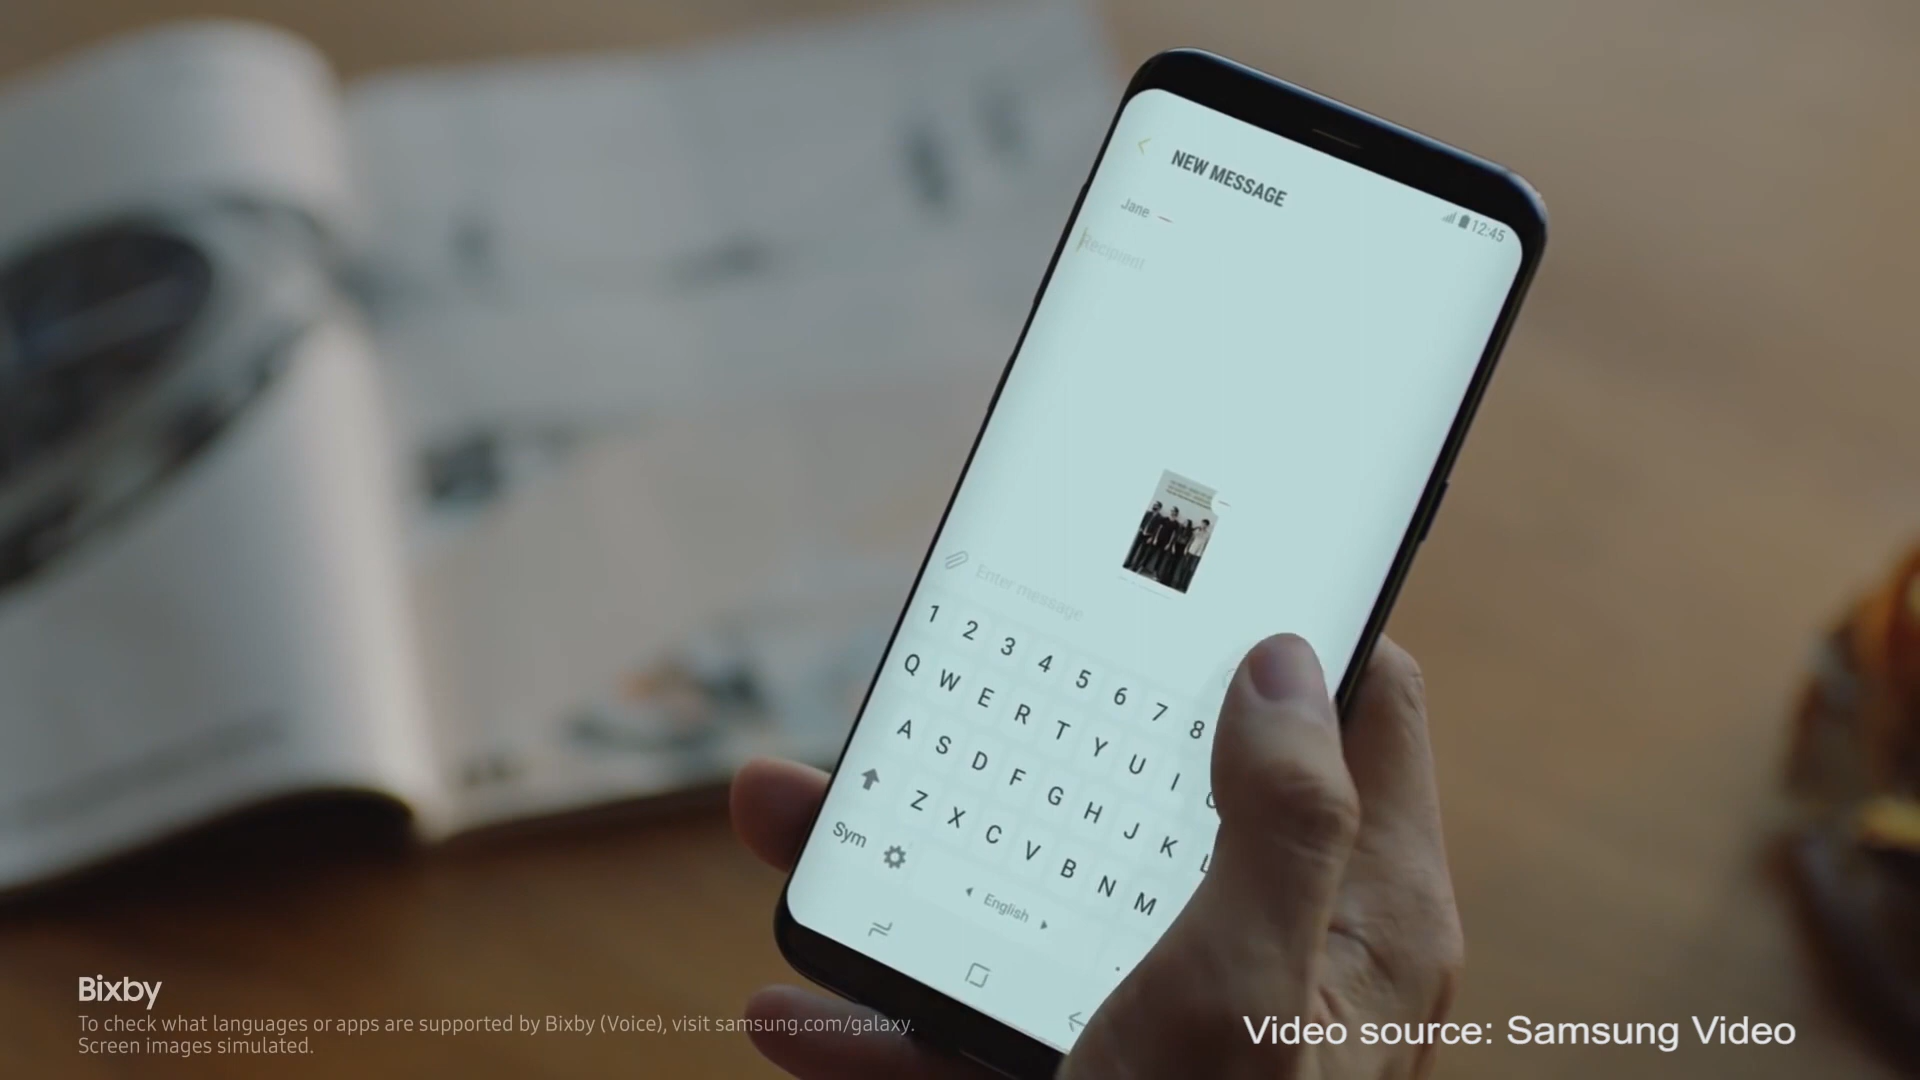 NEW MESSAGE
12:45
Jane
Recipient
Enter message
1 2 3 4 5 6 7 8
Q W E R T Y U I
A S D F G H J K L
Z X C V B N M
Sym
English
Bixby
To check what languages or apps are supported by Bixby (Voice), visit samsung.com/galaxy.
Screen images simulated.
Video source: Samsung Video